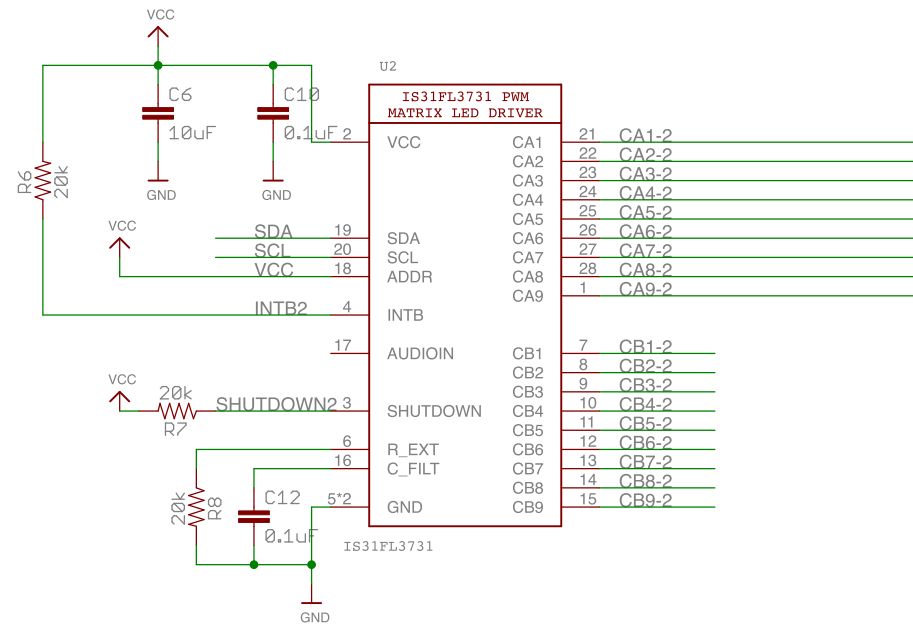 VCC
U2
C6
10uF
C10
0.1uF
GND
GND
R6
20k
IS31FL3731 PWM
MATRIX LED DRIVER
2 VCC
SDA 19 SDA
SCL 20 SCL
VCC
VCC 18 ADDR
INTB2 4 INTB
17 AUDIOIN
VCC
20k
R7
SHUTDOWN2 3 SHUTDOWN
6 R_EXT
16 C_FILT
5*2 GND
20k
R8
C12
0.1uF
GND
IS31FL3731
CA1 21 CA1-2
CA2 22 CA2-2
CA3 23 CA3-2
CA4 24 CA4-2
CA5 25 CA5-2
CA6 26 CA6-2
CA7 27 CA7-2
CA8 28 CA8-2
CA9 1 CA9-2
CB1 7 CB1-2
CB2 8 CB2-2
CB3 9 CB3-2
CB4 10 CB4-2
CB5 11 CB5-2
CB6 12 CB6-2
CB7 13 CB7-2
CB8 14 CB8-2
CB9 15 CB9-2